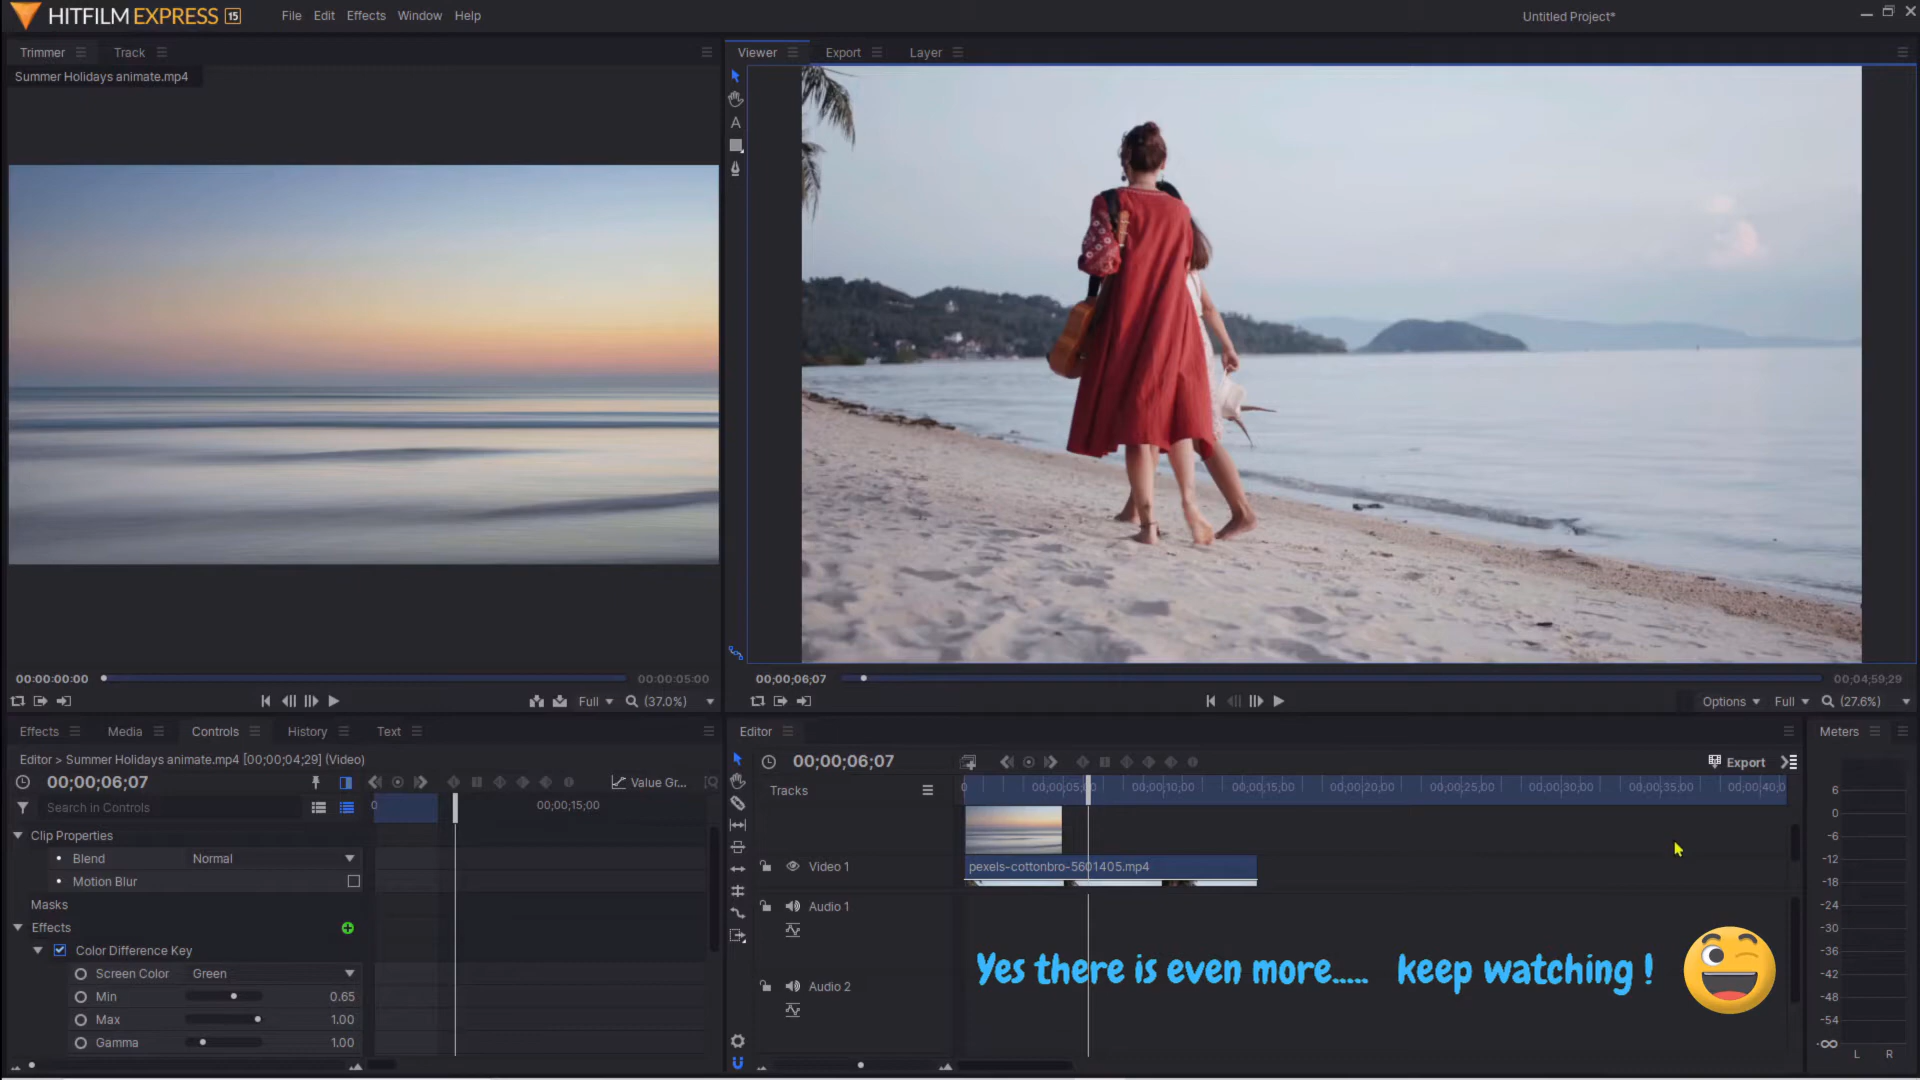 HITFILM EXPRESS 15
File Edit Effects Window Help
Untitled Project*
Trimmer Track
Viewer Export Layer
Summer Holidays animate.mp4
00:00:00:00
00:00:05:00
Full (37.0%)
00;00;06;07
00;04;59;29
Options Full (27.6%)
Effects Media Controls History Text
Editor
Meters
Editor > Summer Holidays animate.mp4 [00;00;04;29] (Video)
00;00;06;07
Value Gr...
Search in Controls
0
00;00;15;00
Clip Properties
Blend Normal
Motion Blur
Masks
Effects
Color Difference Key
Screen Color Green
Min 0.65
Max 1.00
Gamma 1.00
00;00;06;07
Export
Tracks
0 00;00;05;0 00;00;10;00 00;00;15;00 00;00;20;00 00;00;25;00 00;00;30;00 00;00;35;00 00;00;40;0
Video 1
pexels-cottonbro-5601405.mp4
Audio 1
Audio 2
Yes there is even more..... keep watching !
6
0
-6
-12
-18
-24
-30
-36
-42
-48
-54
-∞
L R